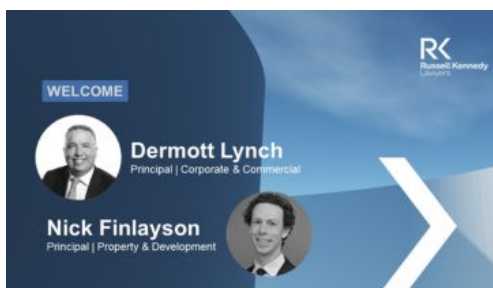 RK
Russell Kennedy
Lawyers
WELCOME
Dermott Lynch
Principal | Corporate & Commercial
Nick Finlayson
Principal | Property & Development